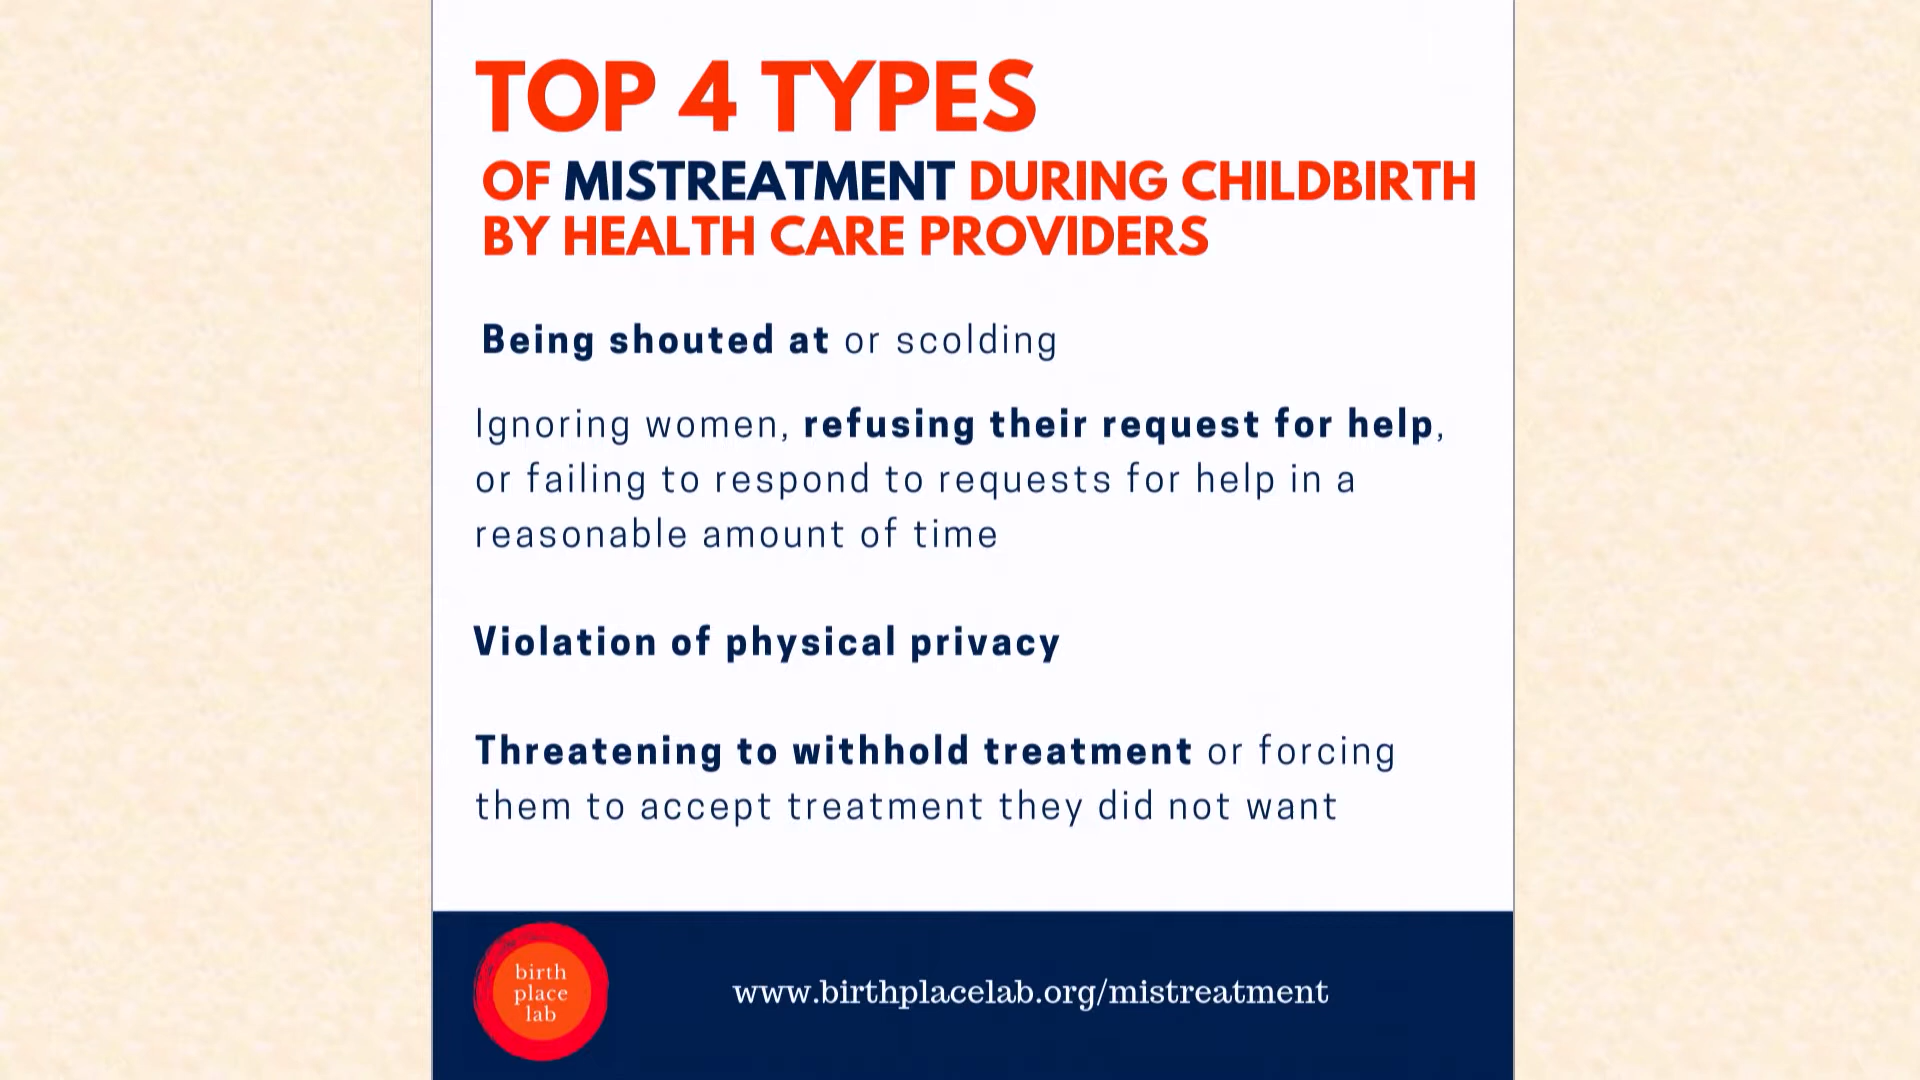 TOP 4 TYPES
OF MISTREATMENT DURING CHILDBIRTH
BY HEALTH CARE PROVIDERS
Being shouted at or scolding
Ignoring women, refusing their request for help,
or failing to respond to requests for help in a
reasonable amount of time
Violation of physical privacy
Threatening to withhold treatment or forcing
them to accept treatment they did not want
birth
place
lab
www.birthplacelab.org/mistreatment